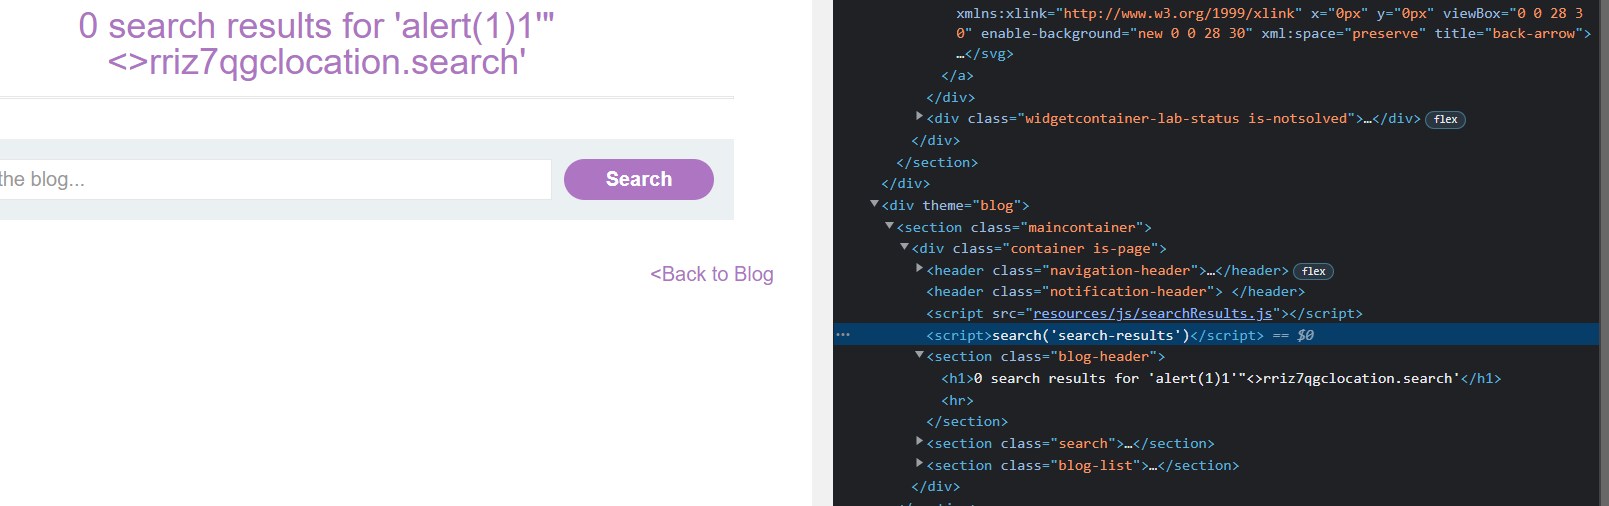 0 search results for 'alert(1)1'"
<>rriz7qgclocation.search'
the blog...
Search
<Back to Blog
xmlns:xlink="http://www.w3.org/1999/xlink" x="0px" y="0px" viewBox="0 0 28 3
0" enable-background="new 0 0 28 30" xml:space="preserve" title="back-arrow">
…</svg>
</a>
</div>
<div class="widgetcontainer-lab-status is-notsolved">…</div> flex
</div>
</section>
</div>
<div theme="blog">
<section class="maincontainer">
<div class="container is-page">
<header class="navigation-header">…</header> flex
<header class="notification-header"> </header>
<script src="resources/js/searchResults.js"></script>
<script>search('search-results')</script> == $0
<section class="blog-header">
<h1>0 search results for 'alert(1)1'"<>rriz7qgclocation.search'</h1>
<hr>
</section>
<section class="search">…</section>
<section class="blog-list">…</section>
</div>